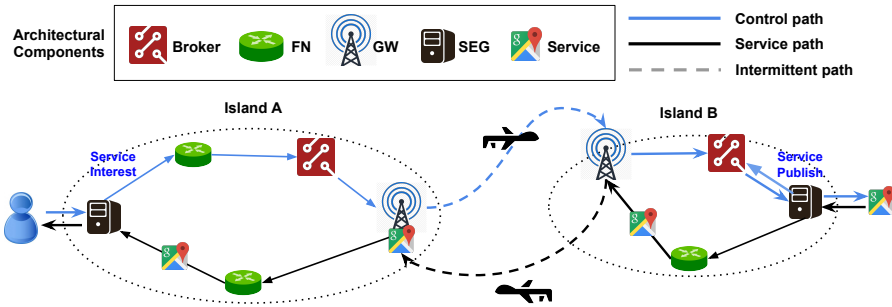 Architectural
Components
Broker
FN
GW
SEG
Service
Control path
Service path
Intermittent path
Island A
Island B
Service
Interest
Service
Publish